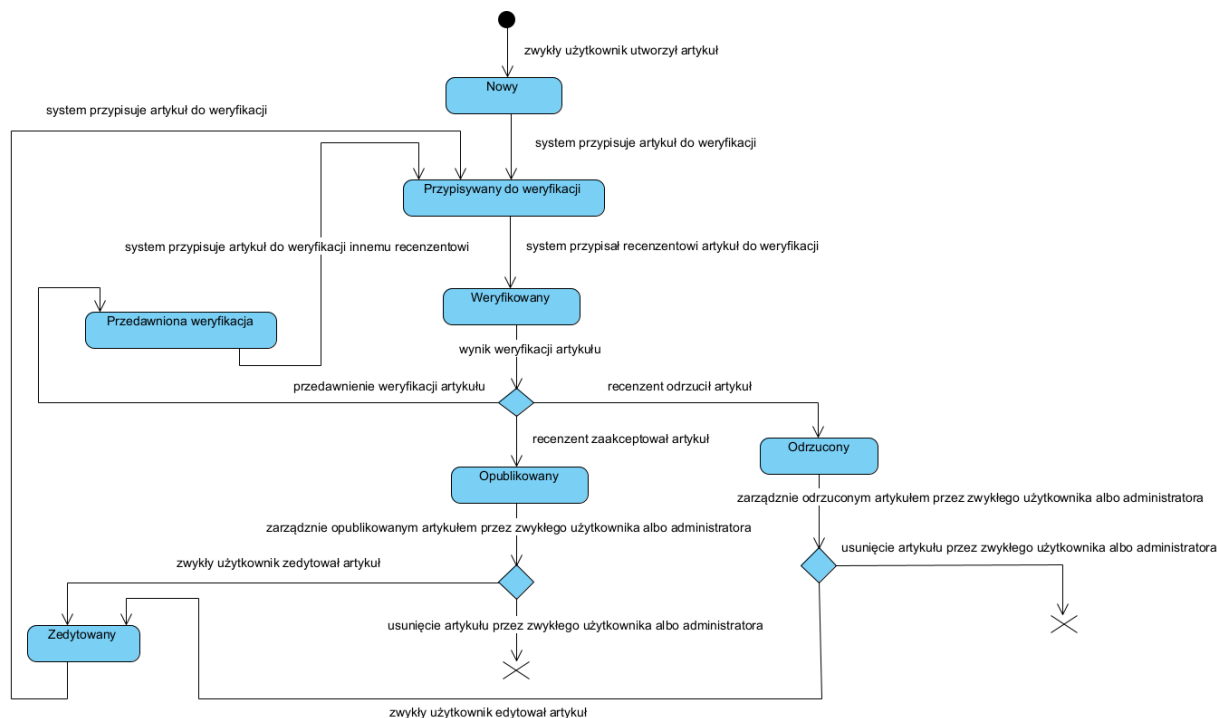 zwykły użytkownik utworzył artykuł
Nowy
system przypisuje artykuł do weryfikacji
system przypisuje artykuł do weryfikacji
Przypisywany do weryfikacji
system przypisuje artykuł do weryfikacji innemu recenzentowi
system przypisał recenzentowi artykuł do weryfikacji
Weryfikowany
Przedawniona weryfikacja
wynik weryfikacji artykułu
przedawnienie weryfikacji artykułu
recenzent odrzucił artykuł
recenzent zaakceptował artykuł
Odrzucony
Opublikowany
zarządznie odrzuconym artykułem przez zwykłego użytkownika albo administratora
zarządznie opublikowanym artykułem przez zwykłego użytkownika albo administratora
usunięcie artykułu przez zwykłego użytkownika albo administratora
zwykły użytkownik zedytował artykuł
usunięcie artykułu przez zwykłego użytkownika albo administratora
Zedytowany
zwykły użytkownik edytował artykuł